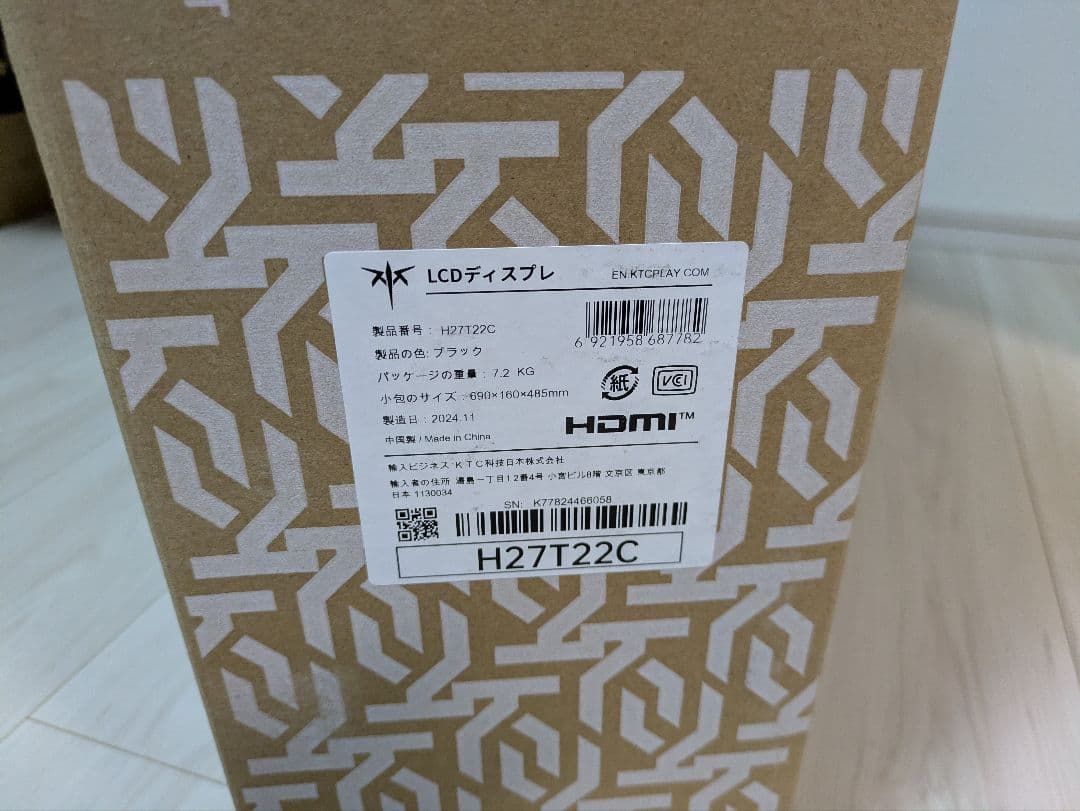 LCDディスプレ
EN.KTCPLAY.COM
製品番号： H27T22C
製品の色: ブラック
パッケージの重量：7.2 KG
小包のサイズ：690×160×485mm
製造日：2024.11
中国製 / Made in China
6 921958 687782
紙
VCCI
HDMI™
輸入ビジネス:KTC科技日本株式会社
輸入者の住所 湯島一丁目12番4号 小宮ビル8階 文京区 東京都
日本 1130034
SN: K77824466058
H27T22C